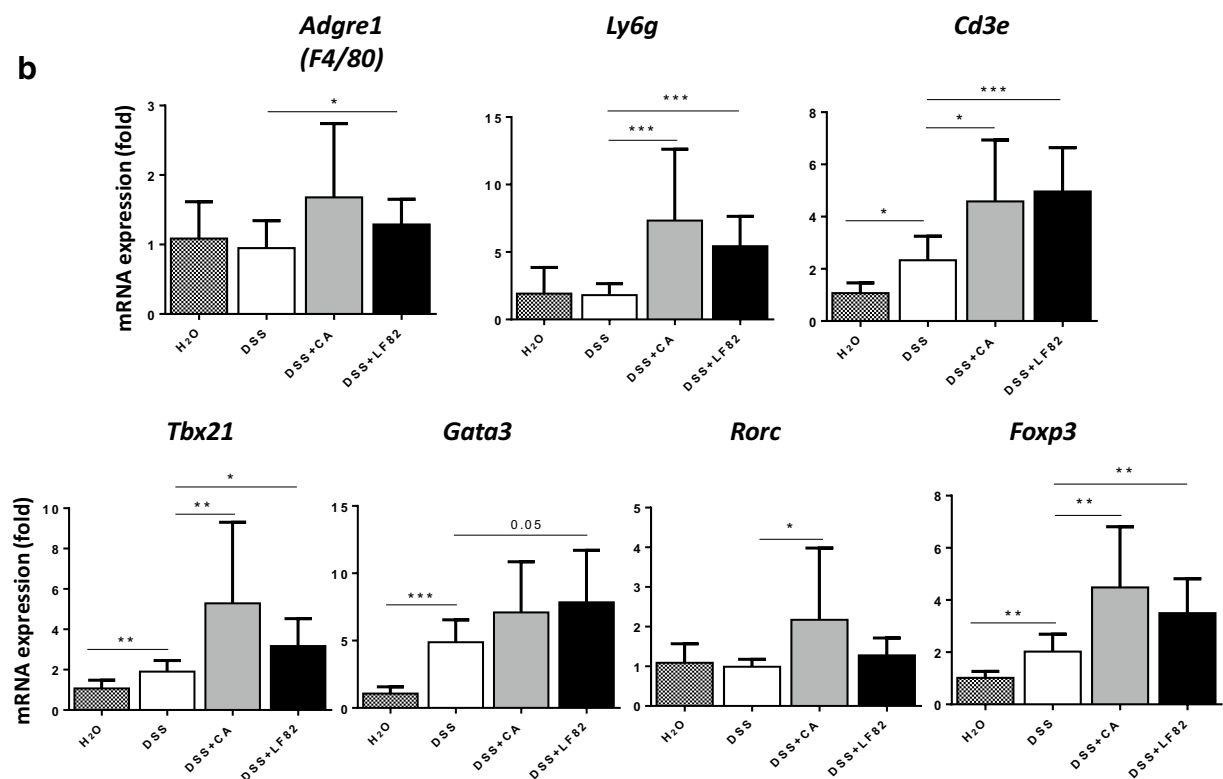 b
Adgre1
(F4/80)
Ly6g
Cd3e
mRNA expression (fold)
3
2
1
0
*
H₂O
DSS
DSS+CA
DSS+LF82
15
10
5
0
***
***
H₂O
DSS
DSS+CA
DSS+LF82
8
6
4
2
0
***
*
*
H₂O
DSS
DSS+CA
DSS+LF82
Tbx21
Gata3
Rorc
Foxp3
mRNA expression (fold)
10
8
6
4
2
0
*
**
**
H₂O
DSS
DSS+CA
DSS+LF82
15
10
5
0
0.05
***
H₂O
DSS
DSS+CA
DSS+LF82
5
4
3
2
1
0
*
H₂O
DSS
DSS+CA
DSS+LF82
8
6
4
2
0
**
**
**
H₂O
DSS
DSS+CA
DSS+LF82